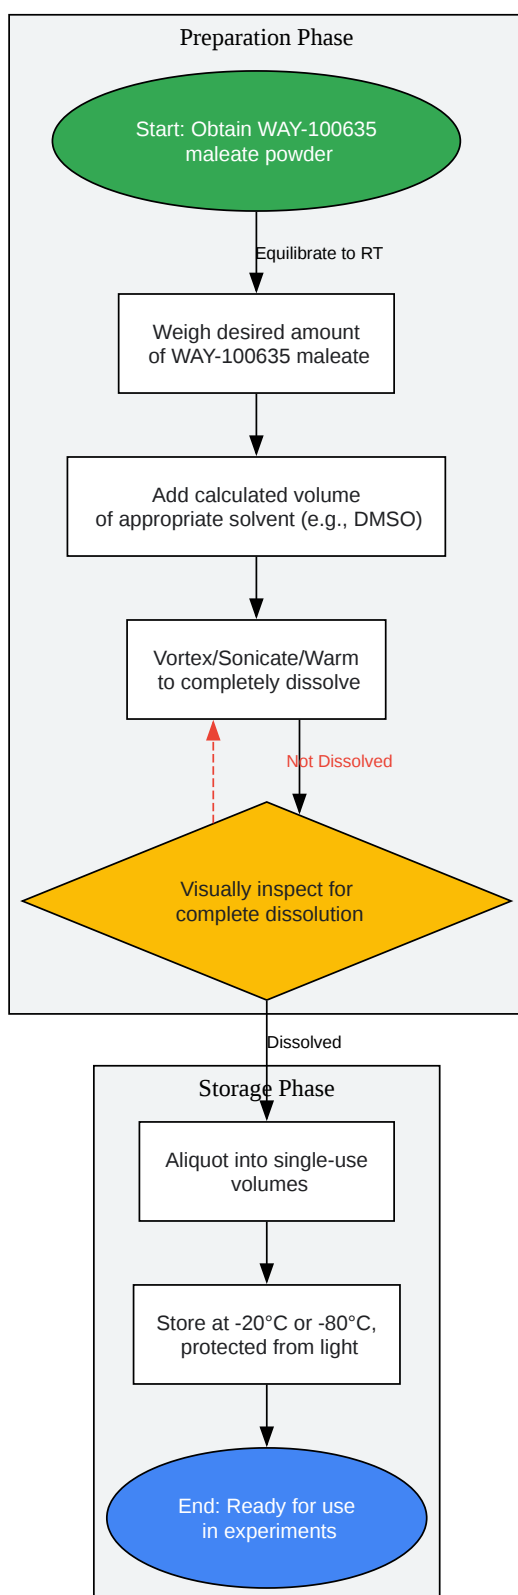 Preparation Phase
Start: Obtain WAY-100635
maleate powder
Equilibrate to RT
Weigh desired amount
of WAY-100635 maleate
Add calculated volume
of appropriate solvent (e.g., DMSO)
Vortex/Sonicate/Warm
to completely dissolve
Not Dissolved
Visually inspect for
complete dissolution
Dissolved
Storage Phase
Aliquot into single-use
volumes
Store at -20°C or -80°C,
protected from light
End: Ready for use
in experiments